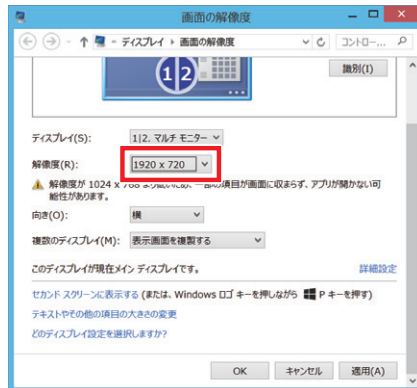 画面の解像度
ディスプレイ ▸ 画面の解像度
コントロー...
1|2
識別(I)
ディスプレイ(S): 1|2. マルチ モニター
解像度(R): 1920 x 720
解像度が 1024 x 768 より低いため、一部の項目が画面に収まらず、アプリが開かない可
能性があります。
向き(O): 横
複数のディスプレイ(M): 表示画面を複製する
このディスプレイが現在メイン ディスプレイです。 詳細設定
セカンド スクリーンに表示する (または、Windows ロゴ キーを押しながら P キーを押す)
テキストやその他の項目の大きさの変更
どのディスプレイ設定を選択しますか?
OK キャンセル 適用(A)